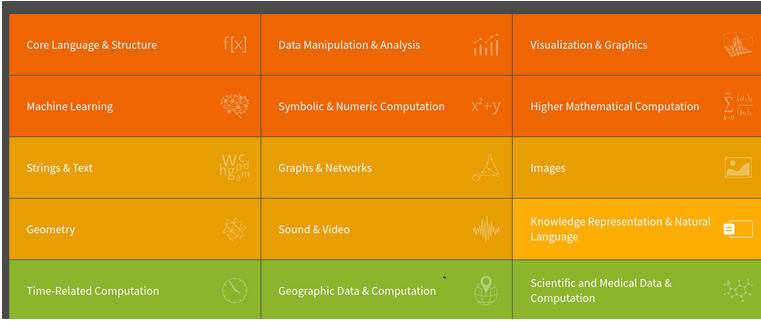 Core Language & Structure f[x]
Data Manipulation & Analysis
Visualization & Graphics
Machine Learning
Symbolic & Numeric Computation x²+y
Higher Mathematical Computation
Strings & Text
Graphs & Networks
Images
Geometry
Sound & Video
Knowledge Representation & Natural
Language
Time-Related Computation
Geographic Data & Computation
Scientific and Medical Data &
Computation